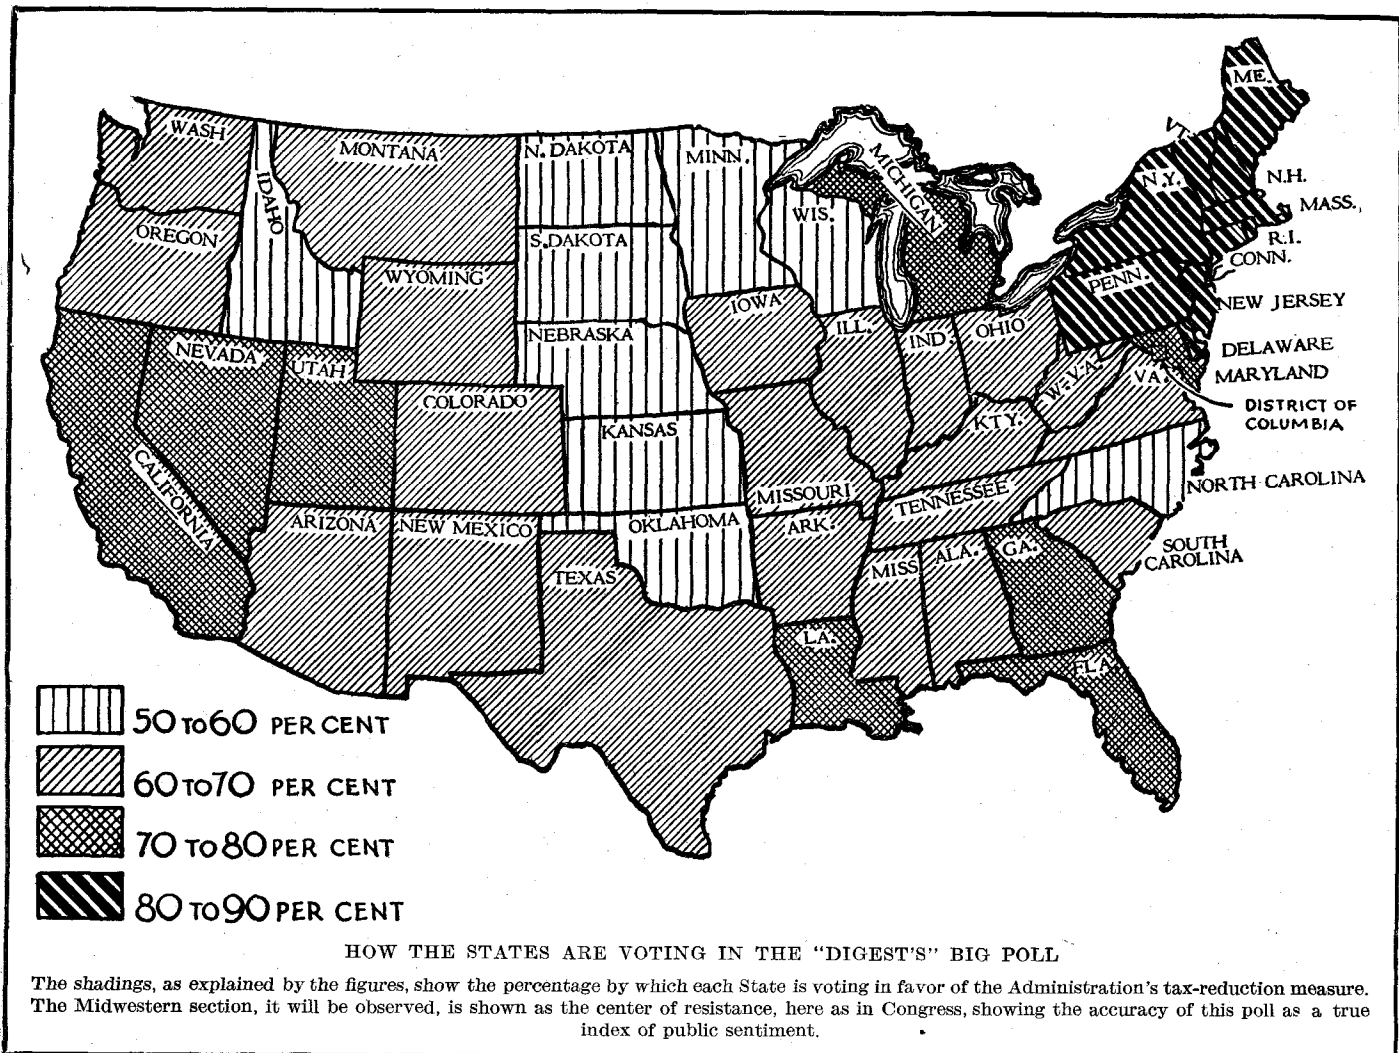 ME.
VT.
WASH
MONTANA
N. DAKOTA
MINN.
MICHIGAN
N.Y.
N.H.
IDAHO
MASS.,
WIS.
OREGON
S. DAKOTA
R.I.
CONN.
WYOMING
PENN.
IOWA
NEW JERSEY
ILL.
IND.
OHIO
NEBRASKA
NEVADA
UTAH
DELAWARE
W. VA.
VA.
MARYLAND
COLORADO
DISTRICT OF
COLUMBIA
KANSAS
KTY.
CALIFORNIA
MISSOURI
TENNESSEE
NORTH CAROLINA
ARIZONA
NEW MEXICO
OKLAHOMA
ARK.
SOUTH
CAROLINA
MISS
ALA.
GA.
TEXAS
LA.
FLA.
50 TO 60 PER CENT
60 TO 70 PER CENT
70 TO 80 PER CENT
80 TO 90 PER CENT
HOW THE STATES ARE VOTING IN THE "DIGEST'S" BIG POLL
The shadings, as explained by the figures, show the percentage by which each State is voting in favor of the Administration's tax-reduction measure.
The Midwestern section, it will be observed, is shown as the center of resistance, here as in Congress, showing the accuracy of this poll as a true
index of public sentiment.